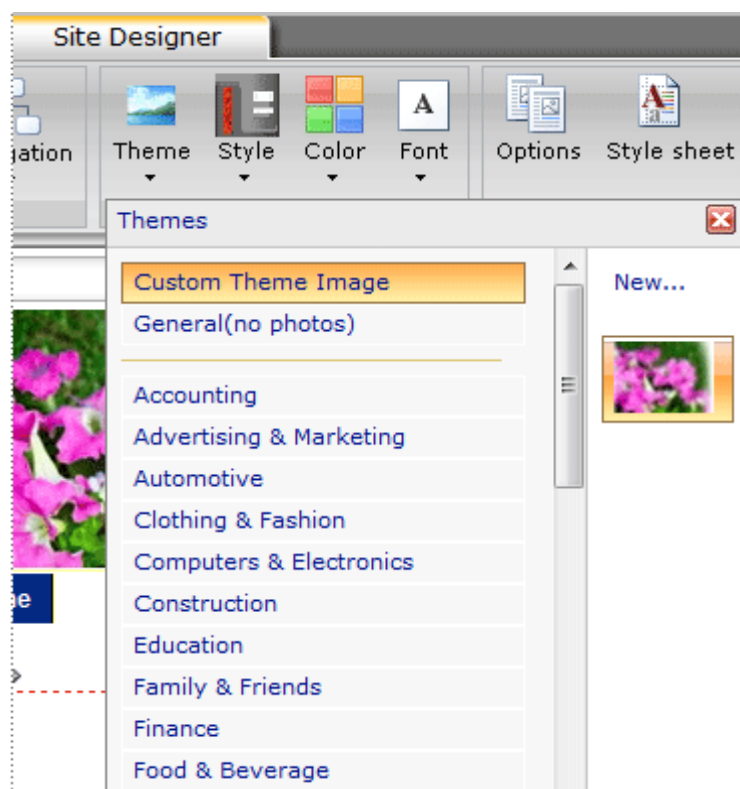 Site Designer
gation
Theme
Style
Color
A
Font
Options
A
a
Style sheet
Themes
Custom Theme Image
New...
General(no photos)
Accounting
Advertising & Marketing
Automotive
Clothing & Fashion
Computers & Electronics
Construction
Education
Family & Friends
Finance
Food & Beverage